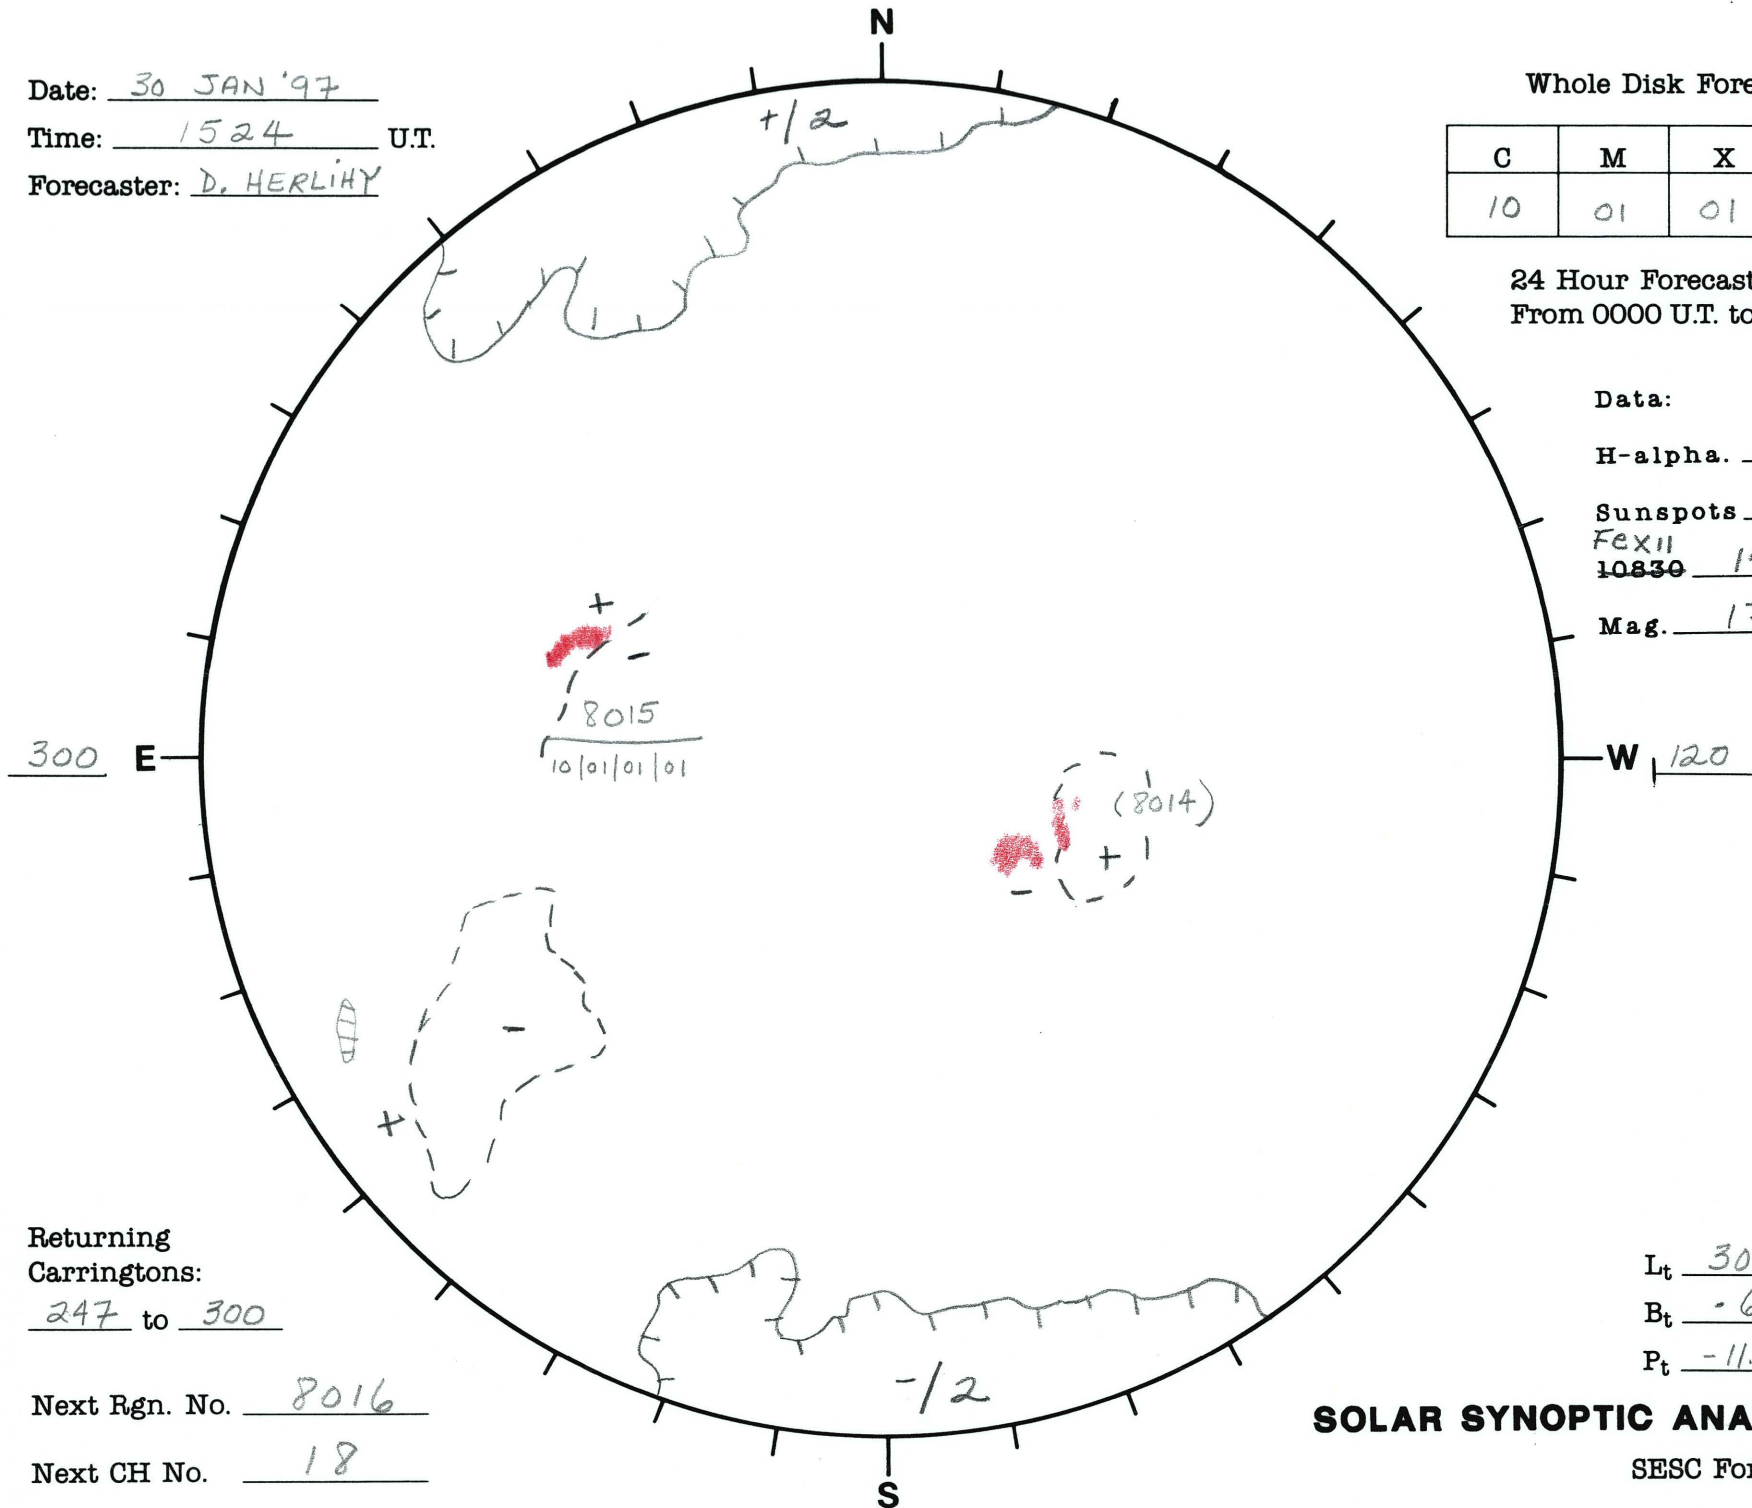 N
Date: 30 JAN '97
Time: 1524 U.T.
Forecaster: D. HERLIHY
+/2
Whole Disk Fore
C M X
10 01 01
24 Hour Forecast
From 0000 U.T. to
Data:
H-alpha.
Sunspots
FeXII
10830
Mag.
+
-
8015
10/01/01/01
300 E
W 120
(8014)
+
-
-
+
Returning
Carringtons:
247 to 300
Next Rgn. No. 8016
Next CH No. 18
-/2
Lt 30
Bt -6
Pt -11.
SOLAR SYNOPTIC ANA
SESC For
S